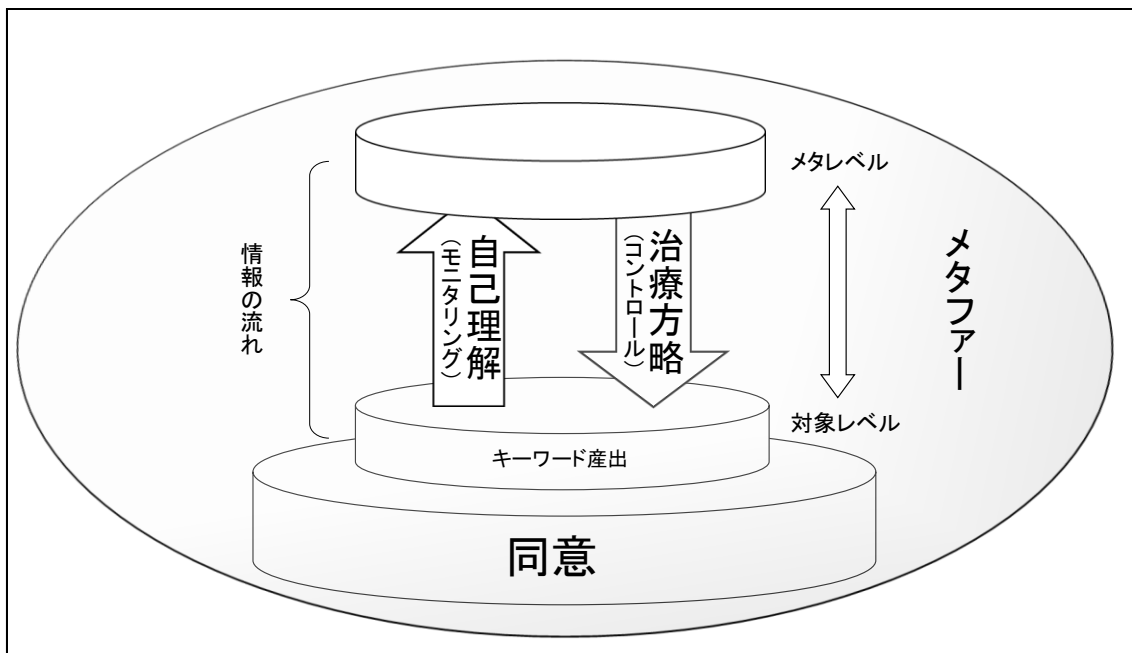 メタレベル
情報の流れ
自己理解
（モニタリング）
治療方略
（コントロール）
メタファー
対象レベル
キーワード産出
同意